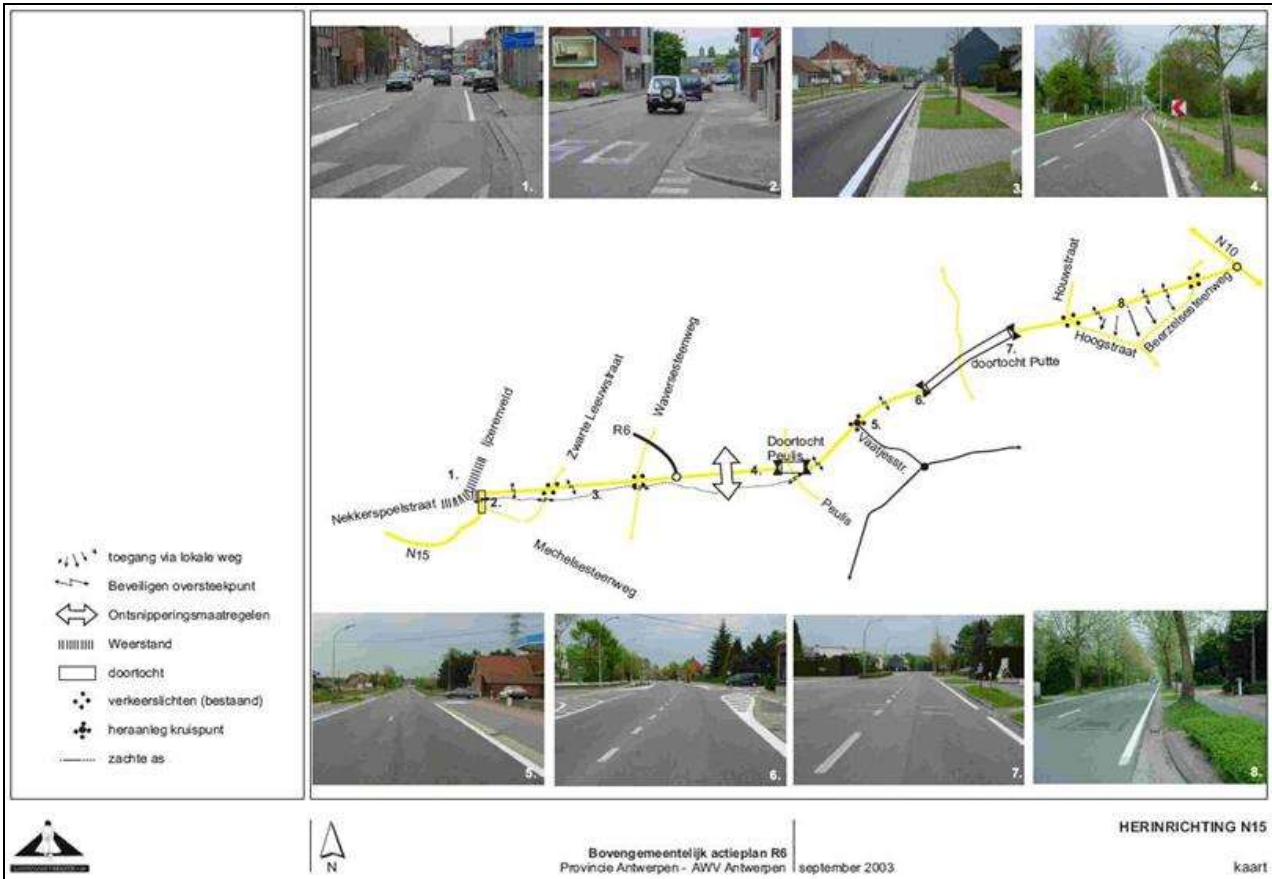 1.
2.
3.
4.
N10
Houwstraat
8.
Beerzelsesteenweg
Hoogstraat
7.
doortocht Putte
6.
Waversesteenweg
Zwarte Leeuwstraat
Ijzerenveld
R6
Doortocht
Peulis
5.
Vaatjesstr.
4.
1.
3.
2.
Nekkerspoelstraat
Peulis
N15
Mechelsesteenweg
toegang via lokale weg
Beveiligen oversteekpunt
Ontsnipperingsmaatregelen
Weerstand
doortocht
verkeerslichten (bestaand)
heraanleg kruispunt
zachte as
5.
6.
7.
8.
HERINRICHTING N15
N
Bovengemeentelijk actieplan R6
Provincie Antwerpen - AWV Antwerpen
september 2003
kaart